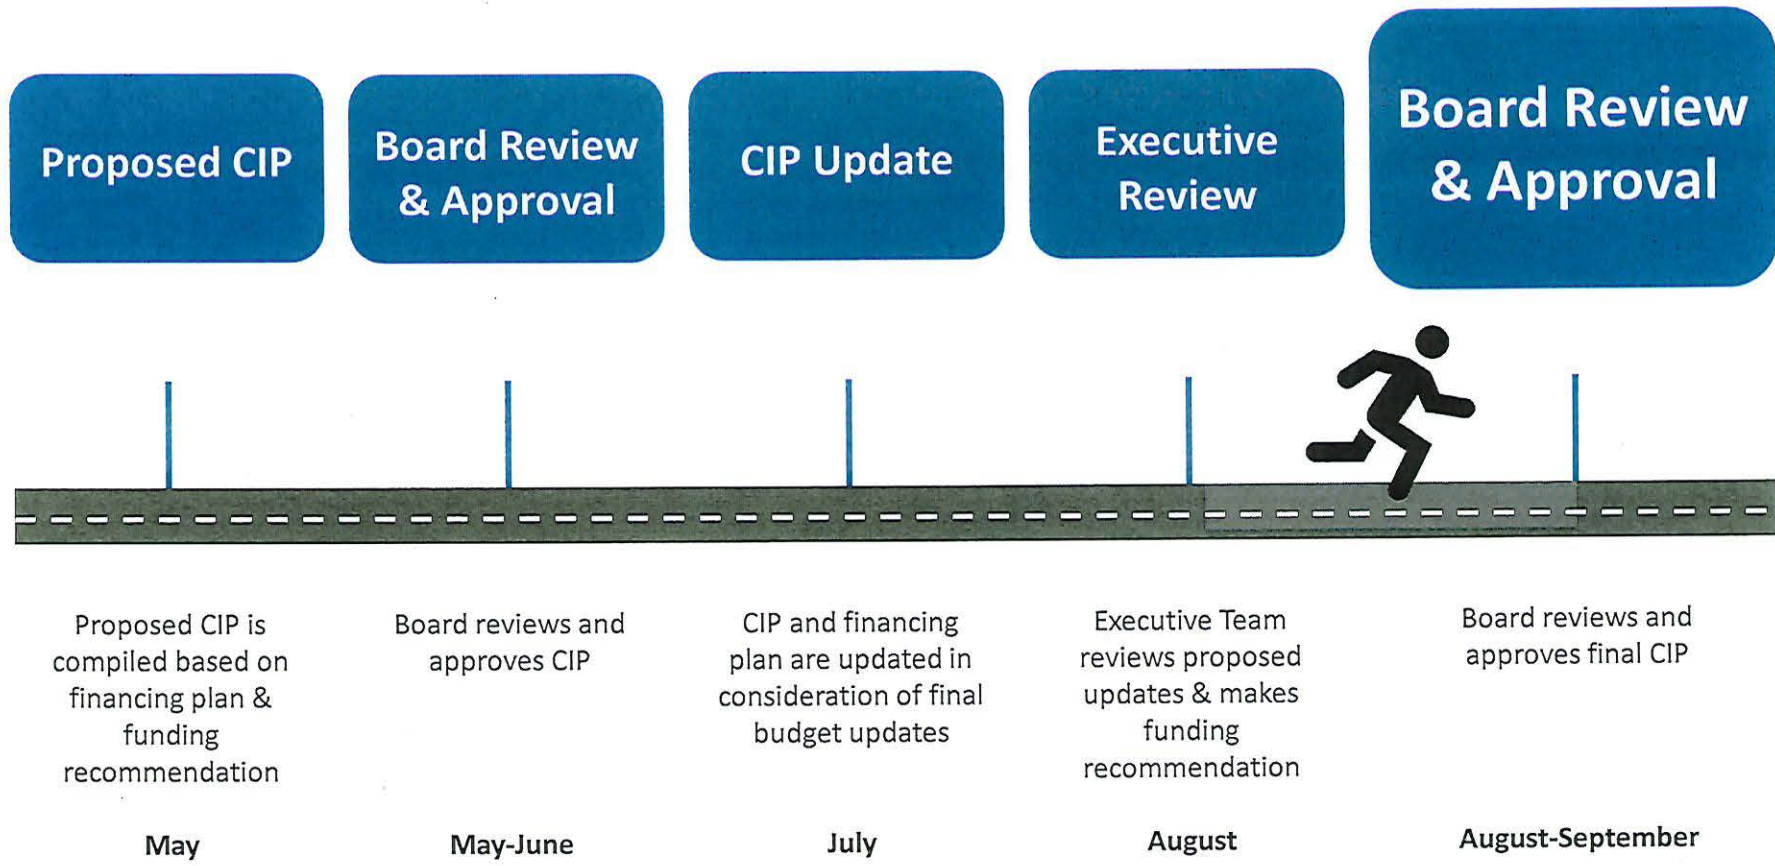 Proposed CIP
Board Review
& Approval
CIP Update
Executive
Review
Board Review
& Approval
Proposed CIP is
compiled based on
financing plan &
funding
recommendation
Board reviews and
approves CIP
CIP and financing
plan are updated in
consideration of final
budget updates
Executive Team
reviews proposed
updates & makes
funding
recommendation
Board reviews and
approves final CIP
May
May-June
July
August
August-September